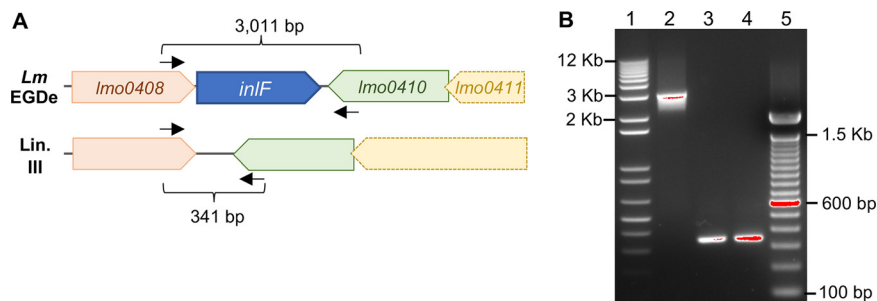 A
3,011 bp
Lm
EGDe
lmo0408
inlF
lmo0410
lmo0411
Lin.
III
341 bp
B
1 2 3 4 5
12 Kb
3 Kb
2 Kb
1.5 Kb
600 bp
100 bp